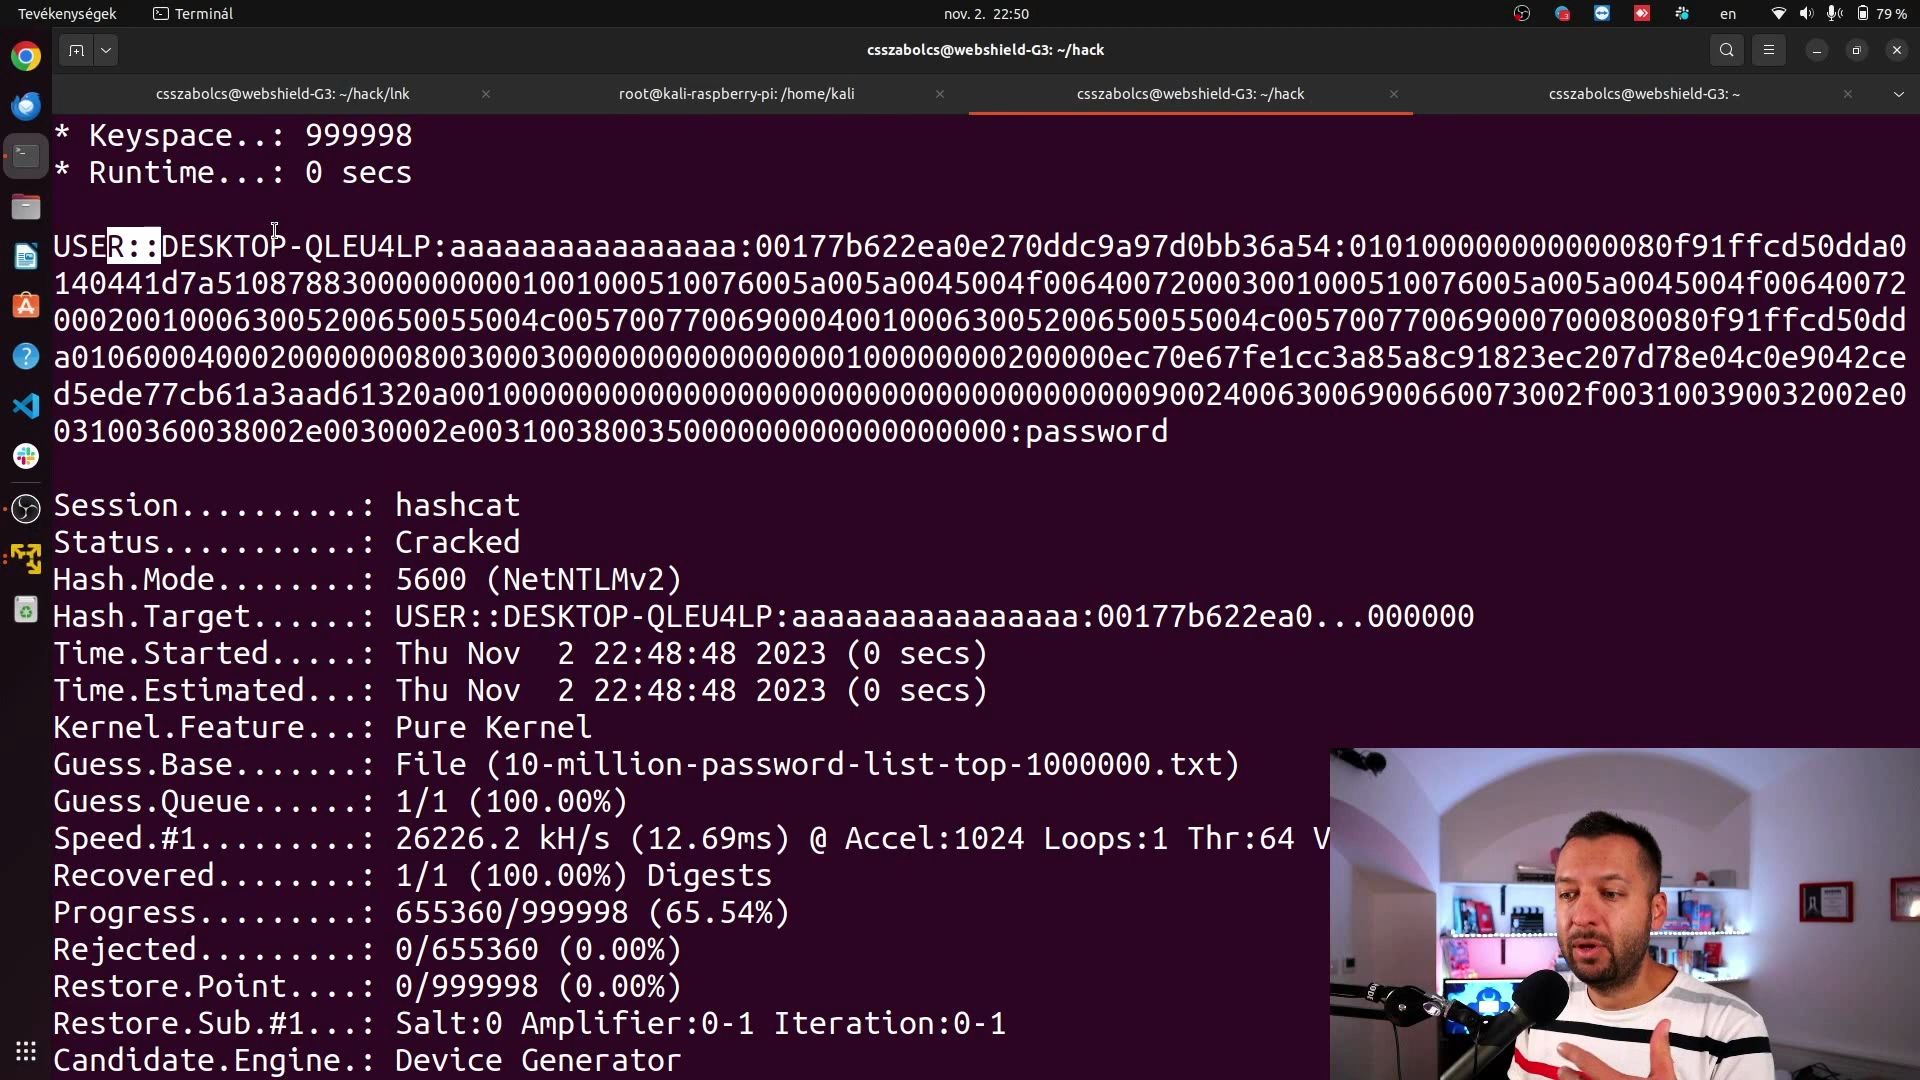 Tevékenységek
Terminál
nov. 2. 22:50
en
79 %
csszabolcs@webshield-G3: ~/hack
csszabolcs@webshield-G3: ~/hack/lnk
root@kali-raspberry-pi: /home/kali
csszabolcs@webshield-G3: ~/hack
csszabolcs@webshield-G3: ~
* Keyspace..: 999998
* Runtime...: 0 secs
USER::DESKTOP-QLEU4LP:aaaaaaaaaaaaaaaa:00177b622ea0e270ddc9a97d0bb36a54:010100000000000080f91ffcd50dda0
140441d7a510878830000000001001000510076005a005a0045004f006400720003001000510076005a005a0045004f00640072
000200100063005200650055004c005700770069000400100063005200650055004c005700770069000700080080f91ffcd50dd
a010600040002000000080030003000000000000000010000000020000​0ec70e67fe1cc3a85a8c91823ec207d78e04c0e9042ce
d5ede77cb61a3aad61320a001000000000000000000000000000000000000900240063006900660073002f003100390032002e0
03100360038002e0030002e003100380035000000000000000000:password
Session..........: hashcat
Status...........: Cracked
Hash.Mode........: 5600 (NetNTLMv2)
Hash.Target......: USER::DESKTOP-QLEU4LP:aaaaaaaaaaaaaaaa:00177b622ea0...000000
Time.Started.....: Thu Nov  2 22:48:48 2023 (0 secs)
Time.Estimated...: Thu Nov  2 22:48:48 2023 (0 secs)
Kernel.Feature...: Pure Kernel
Guess.Base.......: File (10-million-password-list-top-1000000.txt)
Guess.Queue......: 1/1 (100.00%)
Speed.#1.........: 26226.2 kH/s (12.69ms) @ Accel:1024 Loops:1 Thr:64 V
Recovered........: 1/1 (100.00%) Digests
Progress.........: 655360/999998 (65.54%)
Rejected.........: 0/655360 (0.00%)
Restore.Point....: 0/999998 (0.00%)
Restore.Sub.#1...: Salt:0 Amplifier:0-1 Iteration:0-1
Candidate.Engine.: Device Generator